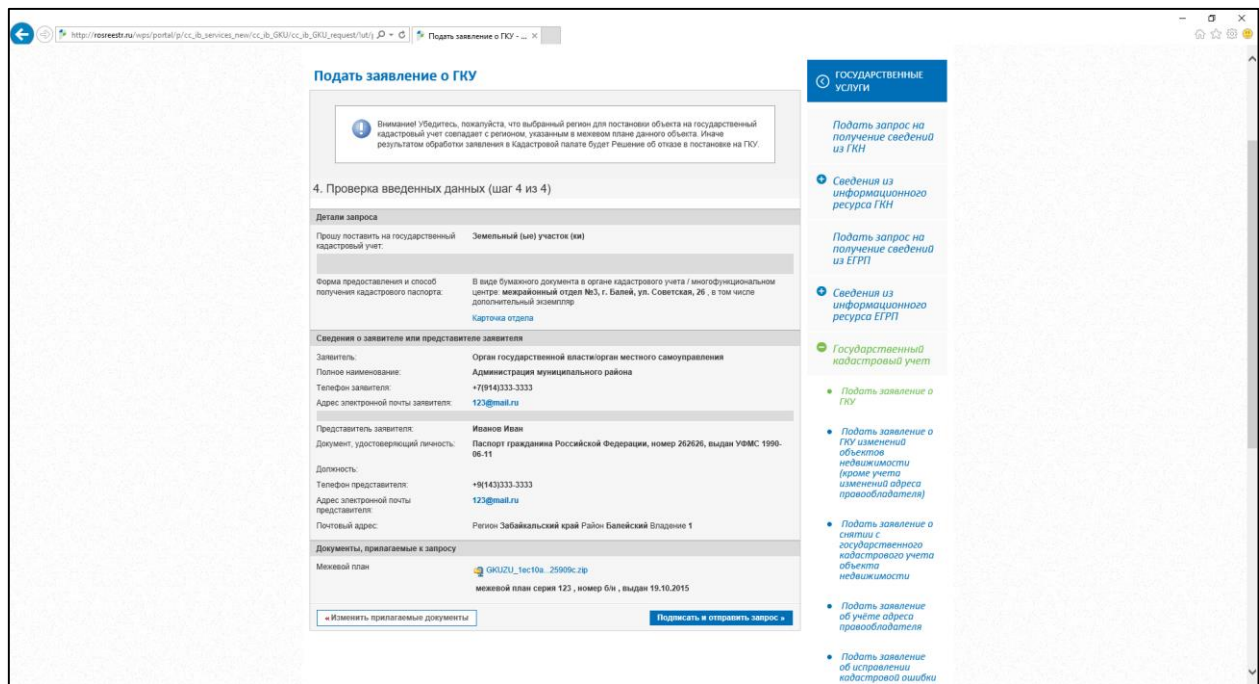 http://rosreestr.ru/wps/portal/p/cc_ib_services_new/cc_ib_GKU/cc_ib_GKU_request/!ut/
Подать заявление о ГКУ - ...
Подать заявление о ГКУ
Внимание! Убедитесь, пожалуйста, что выбранный регион для постановки объекта на государственный
кадастровый учет совпадает с регионом, указанным в межевом плане данного объекта. Иначе
результатом обработки заявления в Кадастровой палате будет Решение об отказе в постановке на ГКУ.
4. Проверка введенных данных (шаг 4 из 4)
Детали запроса
Прошу поставить на государственный кадастровый учет: Земельный (ые) участок (ки)
Форма предоставления и способ
получения кадастрового паспорта:
В виде бумажного документа в органе кадастрового учета / многофункциональном
центре: межрайонный отдел №3, г. Балей, ул. Советская, 26 , в том числе
дополнительный экземпляр
Карточка отдела
Сведения о заявителе или представителе заявителя
Заявитель: Орган государственной власти/орган местного самоуправления
Полное наименование: Администрация муниципального района
Телефон заявителя: +7(914)333-3333
Адрес электронной почты заявителя: 123@mail.ru
Представитель заявителя: Иванов Иван
Документ, удостоверяющий личность: Паспорт гражданина Российской Федерации, номер 262626, выдан УФМС 1990-
06-11
Должность:
Телефон представителя: +9(143)333-3333
Адрес электронной почты
представителя:
123@mail.ru
Почтовый адрес: Регион Забайкальский край Район Балейский Владение 1
Документы, прилагаемые к запросу
Межевой план
GKUZU_1ec10a...25909c.zip
межевой план серия 123 , номер б/н , выдан 19.10.2015
« Изменить прилагаемые документы
Подписать и отправить запрос »
ГОСУДАРСТВЕННЫЕ
УСЛУГИ
Подать запрос на
получение сведений
из ГКН
Сведения из
информационного
ресурса ГКН
Подать запрос на
получение сведений
из ЕГРП
Сведения из
информационного
ресурса ЕГРП
Государственный
кадастровый учет
Подать заявление о
ГКУ
Подать заявление о
ГКУ изменений
объектов
недвижимости
(кроме учета
изменений адреса
правообладателя)
Подать заявление о
снятии с
государственного
кадастрового учета
объекта
недвижимости
Подать заявление
об учёте адреса
правообладателя
Подать заявление
об исправлении
кадастровой ошибки